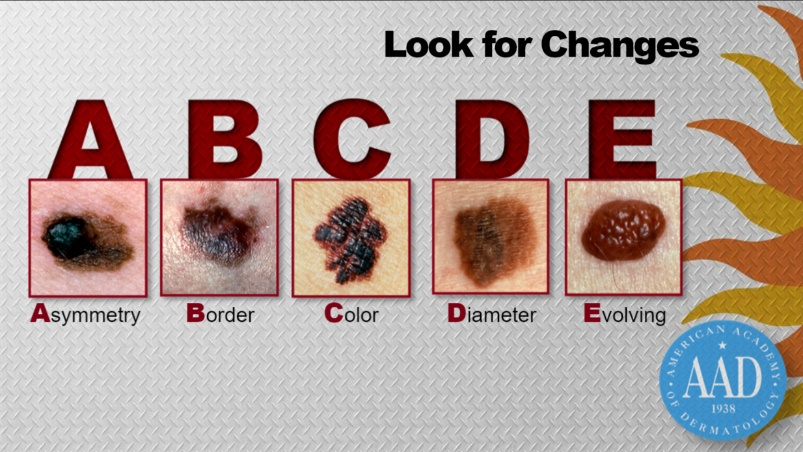 Look for Changes
A B C D E
Asymmetry Border Color Diameter Evolving
AMERICAN ACADEMY
AAD
1938
OF DERMATOLOGY